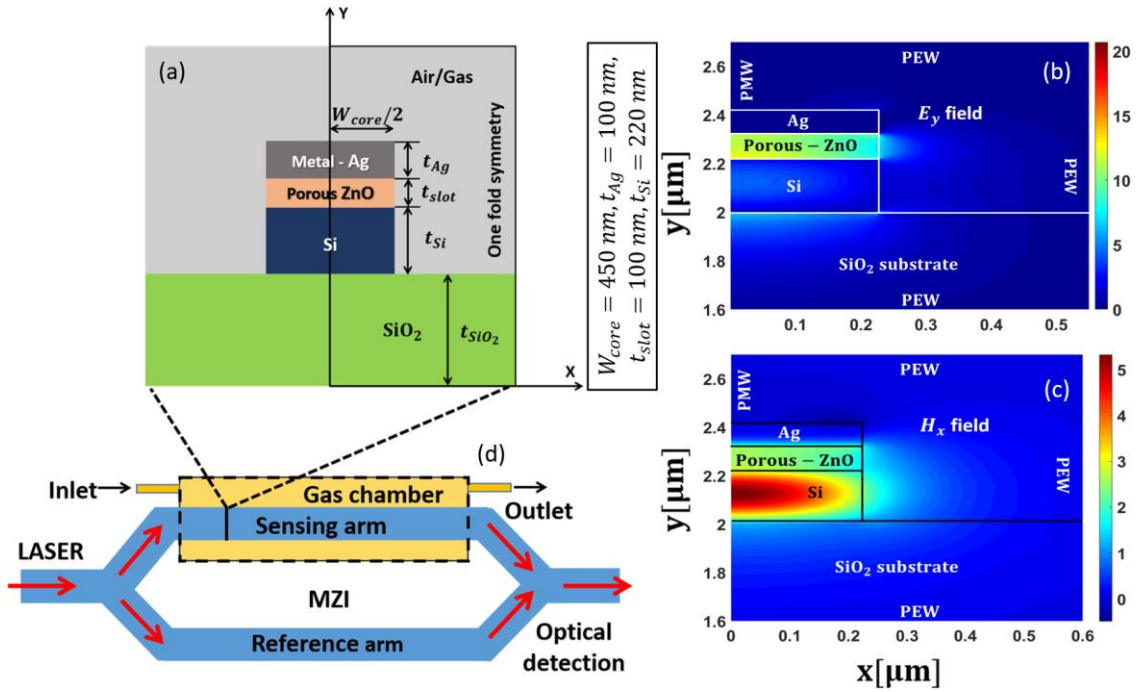 (a)
Y
Air/Gas
W_core/2
Metal - Ag
t_Ag
Porous ZnO
t_slot
Si
t_Si
One fold symmetry
SiO₂
t_SiO₂
X
W_core = 450 nm, t_Ag = 100 nm,
t_slot = 100 nm, t_Si = 220 nm
(b)
PEW
PMW
E_y field
Ag
Porous − ZnO
Si
PEW
SiO₂ substrate
PEW
y[μm]
2.6
2.4
2.2
2
1.8
1.6
0.1
0.2
0.3
0.4
0.5
20
15
10
5
0
(c)
PEW
PMW
H_x field
Ag
Porous − ZnO
Si
PEW
SiO₂ substrate
PEW
y[μm]
2.6
2.4
2.2
2
1.8
1.6
0
0.1
0.2
0.3
0.4
0.5
0.6
x[μm]
5
4
3
2
1
0
(d)
Inlet
Gas chamber
Outlet
Sensing arm
LASER
MZI
Reference arm
Optical
detection